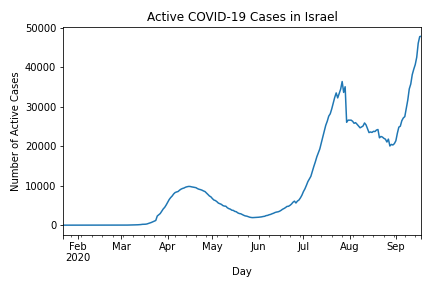 Active COVID-19 Cases in Israel
50000
40000
30000
20000
10000
0
Number of Active Cases
Feb Mar Apr May Jun Jul Aug Sep
2020
Day